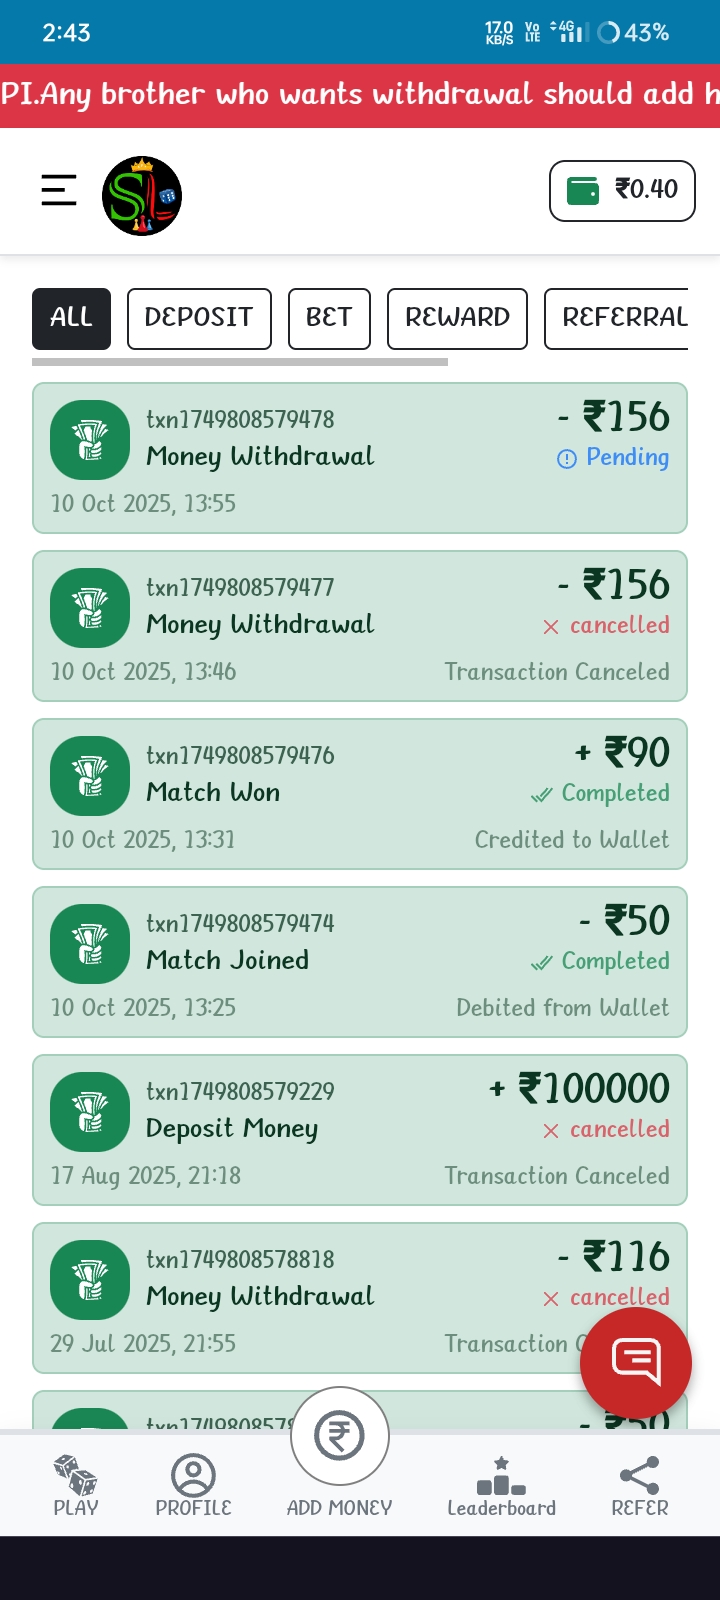 2:43
17.0 KB/S Vo LTE 4G 43%
PI.Any brother who wants withdrawal should add h
SL
₹0.40
ALL DEPOSIT BET REWARD REFERRAL
txn1749808579478
- ₹156
Money Withdrawal
Pending
10 Oct 2025, 13:55
txn1749808579477
- ₹156
Money Withdrawal
cancelled
10 Oct 2025, 13:46
Transaction Canceled
txn1749808579476
+ ₹90
Match Won
Completed
10 Oct 2025, 13:31
Credited to Wallet
txn1749808579474
- ₹50
Match Joined
Completed
10 Oct 2025, 13:25
Debited from Wallet
txn1749808579229
+ ₹100000
Deposit Money
cancelled
17 Aug 2025, 21:18
Transaction Canceled
txn1749808578818
- ₹116
Money Withdrawal
cancelled
29 Jul 2025, 21:55
Transaction
- ₹50
PLAY PROFILE ADD MONEY Leaderboard REFER